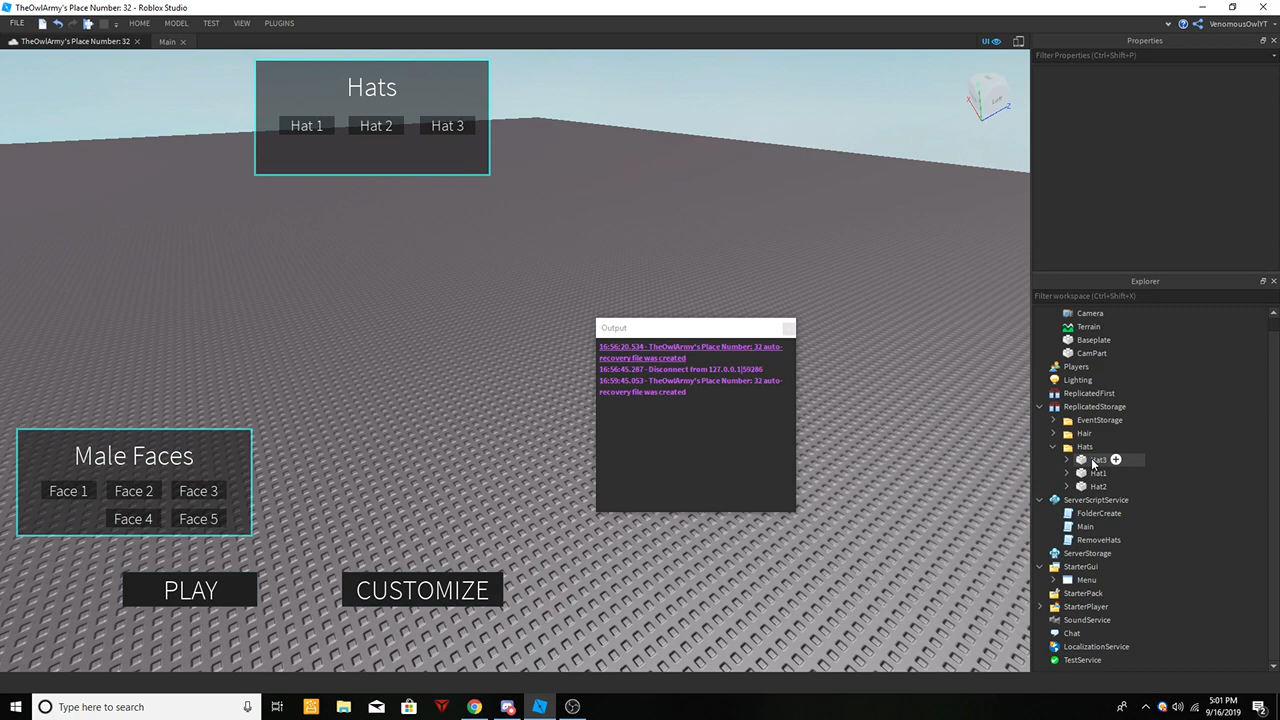 TheOwlArmy's Place Number: 32 - Roblox Studio
FILE HOME MODEL TEST VIEW PLUGINS VenomousOwlYT
TheOwlArmy's Place Number: 32 Main UI
Hats
Hat 1 Hat 2 Hat 3
Output
16:56:20.534 - TheOwlArmy's Place Number: 32 auto-
recovery file was created
16:56:45.287 - Disconnect from 127.0.0.1|59286
16:59:45.053 - TheOwlArmy's Place Number: 32 auto-
recovery file was created
Male Faces
Face 1 Face 2 Face 3
Face 4 Face 5
PLAY CUSTOMIZE
Properties
Filter Properties (Ctrl+Shift+P)
Explorer
Filter workspace (Ctrl+Shift+X)
Camera
Terrain
Baseplate
CamPart
Players
Lighting
ReplicatedFirst
ReplicatedStorage
EventStorage
Hair
Hats
Hat3
Hat1
Hat2
ServerScriptService
FolderCreate
Main
RemoveHats
ServerStorage
StarterGui
Menu
StarterPack
StarterPlayer
SoundService
Chat
LocalizationService
TestService
Type here to search
5:01 PM
9/16/2019
2